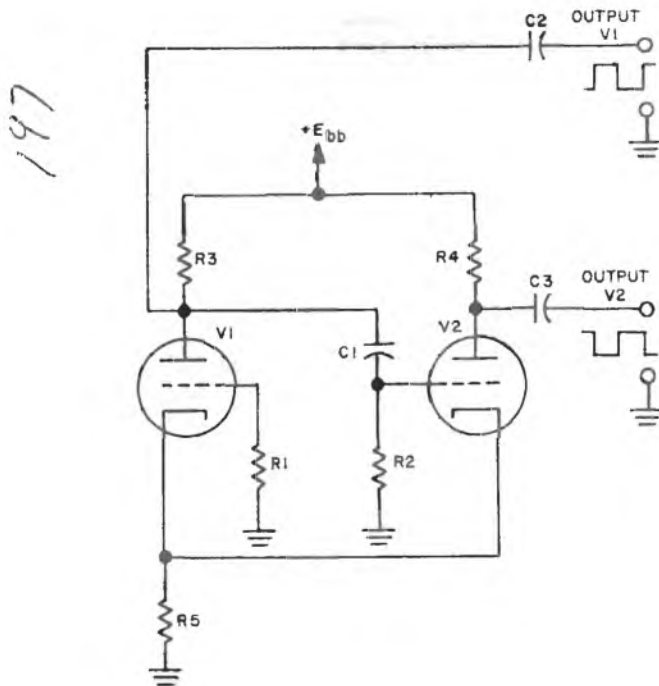 C2
OUTPUT
V1
197
+Ebb
R3
R4
C3
OUTPUT
V2
V1
C1
V2
R1
R2
R5